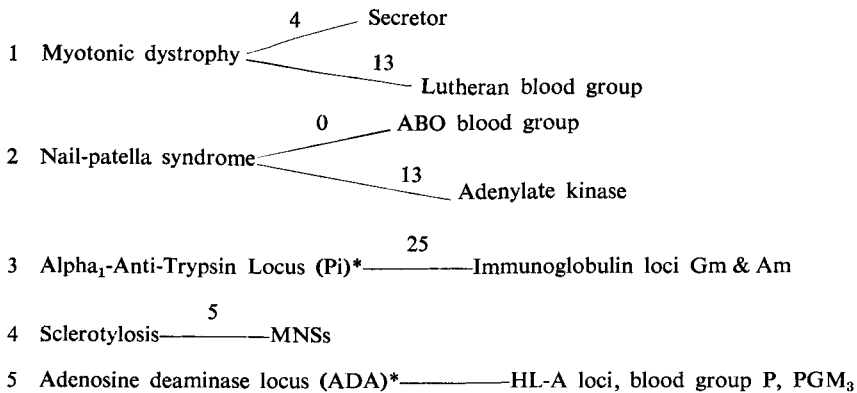 4 Secretor
1 Myotonic dystrophy
13
Lutheran blood group
0 ABO blood group
2 Nail-patella syndrome
13
Adenylate kinase
25
3 Alpha₁-Anti-Trypsin Locus (Pi)*———Immunoglobulin loci Gm & Am
5
4 Sclerotylosis———MNSs
5 Adenosine deaminase locus (ADA)*———HL-A loci, blood group P, PGM₃